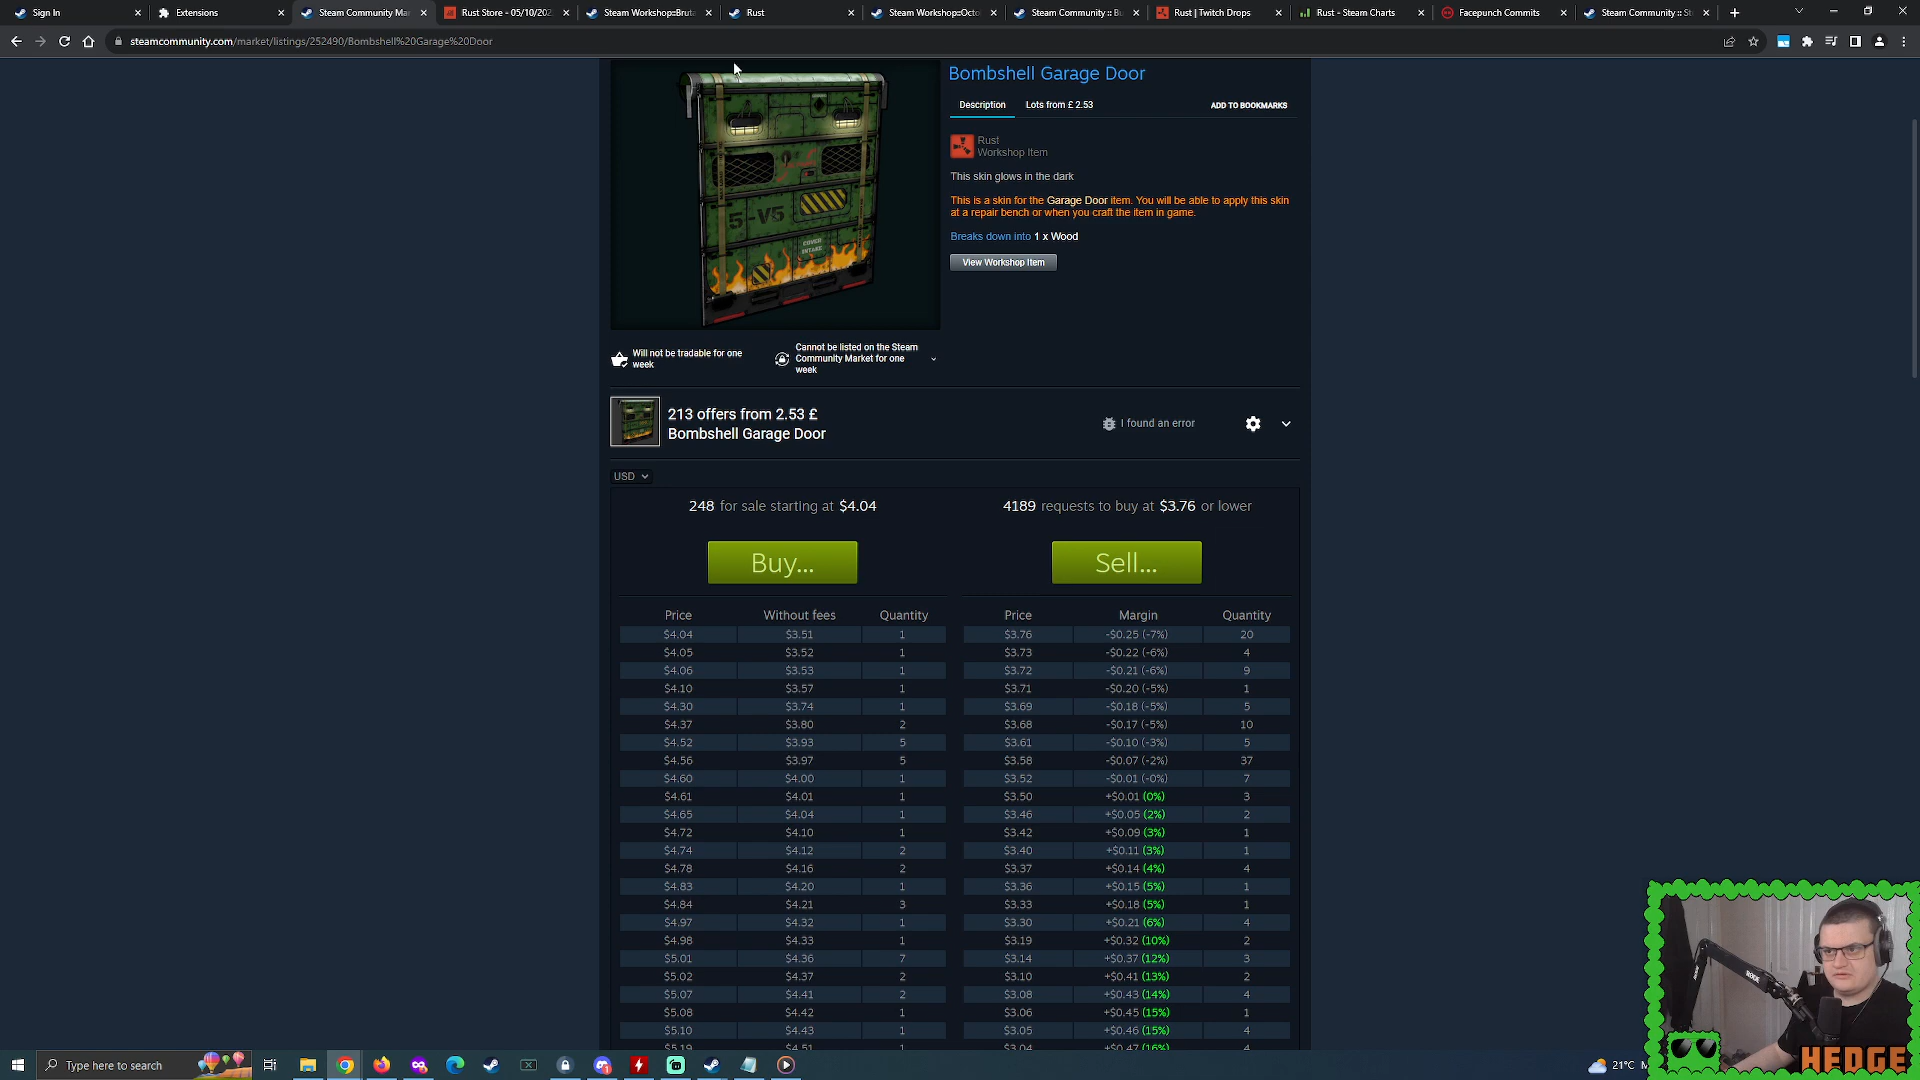 Sign In
Extensions
Steam Community Ma
Rust Store - 05/10/202
Steam Workshop::Bruta
Rust
Steam Workshop::Octo
Steam Community :: Bu
Rust | Twitch Drops
Rust - Steam Charts
Facepunch Commits
Steam Community :: St
steamcommunity.com/market/listings/252490/Bombshell%20Garage%20Door
5-V5
COVER
INTAKE
Bombshell Garage Door
Description
Lots from £ 2.53
ADD TO BOOKMARKS
Rust
Workshop Item
This skin glows in the dark
This is a skin for the Garage Door item. You will be able to apply this skin
at a repair bench or when you craft the item in game.
Breaks down into 1 x Wood
View Workshop Item
Will not be tradable for one
week
Cannot be listed on the Steam
Community Market for one
week
213 offers from 2.53 £
Bombshell Garage Door
I found an error
USD
248 for sale starting at $4.04
4189 requests to buy at $3.76 or lower
Buy...
Sell...
Price Without fees Quantity Price Margin Quantity
$4.04 $3.51 1 $3.76 -$0.25 (-7%) 20
$4.05 $3.52 1 $3.73 -$0.22 (-6%) 4
$4.06 $3.53 1 $3.72 -$0.21 (-6%) 9
$4.10 $3.57 1 $3.71 -$0.20 (-5%) 1
$4.30 $3.74 1 $3.69 -$0.18 (-5%) 5
$4.37 $3.80 2 $3.68 -$0.17 (-5%) 10
$4.52 $3.93 5 $3.61 -$0.10 (-3%) 5
$4.56 $3.97 5 $3.58 -$0.07 (-2%) 37
$4.60 $4.00 1 $3.52 -$0.01 (-0%) 7
$4.61 $4.01 1 $3.50 +$0.01 (0%) 3
$4.65 $4.04 1 $3.46 +$0.05 (2%) 2
$4.72 $4.10 1 $3.42 +$0.09 (3%) 1
$4.74 $4.12 2 $3.40 +$0.11 (3%) 1
$4.78 $4.16 2 $3.37 +$0.14 (4%) 4
$4.83 $4.20 1 $3.36 +$0.15 (5%) 1
$4.84 $4.21 3 $3.33 +$0.18 (5%) 1
$4.97 $4.32 1 $3.30 +$0.21 (6%) 4
$4.98 $4.33 1 $3.19 +$0.32 (10%) 2
$5.01 $4.36 7 $3.14 +$0.37 (12%) 3
$5.02 $4.37 2 $3.10 +$0.41 (13%) 2
$5.07 $4.41 2 $3.08 +$0.43 (14%) 4
$5.08 $4.42 1 $3.06 +$0.45 (15%) 1
$5.10 $4.43 1 $3.05 +$0.46 (15%) 4
$5.19 $4.51 1 $3.04 +$0.47 (16%) 4
RODE
HEDGE
Type here to search
21°C M